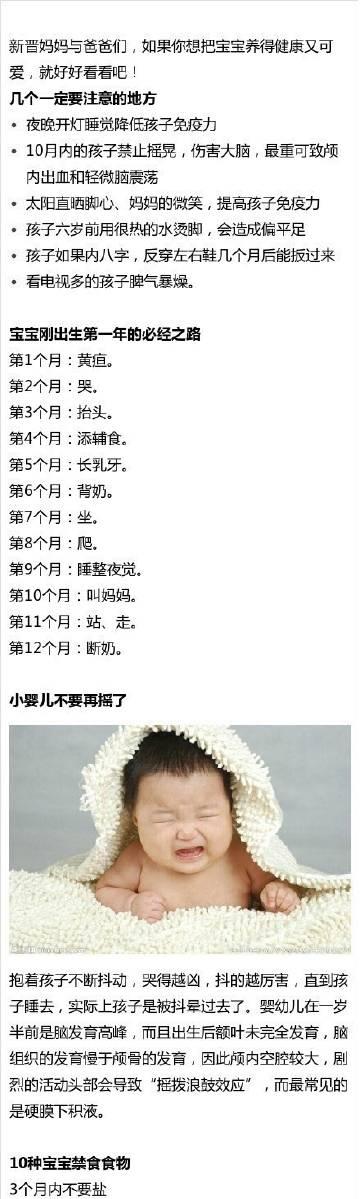 新晋妈妈与爸爸们，如果你想把宝宝养得健康又可
爱，就好好看看吧！
几个一定要注意的地方
• 夜晚开灯睡觉降低孩子免疫力
• 10月内的孩子禁止摇晃，伤害大脑，最重可致颅
内出血和轻微脑震荡
• 太阳直晒脚心、妈妈的微笑，提高孩子免疫力
• 孩子六岁前用很热的水烫脚，会造成偏平足
• 孩子如果内八字，反穿左右鞋几个月后能扳过来
• 看电视多的孩子脾气暴燥。
宝宝刚出生第一年的必经之路
第1个月：黄疸。
第2个月：哭。
第3个月：抬头。
第4个月：添辅食。
第5个月：长乳牙。
第6个月：背奶。
第7个月：坐。
第8个月：爬。
第9个月：睡整夜觉。
第10个月：叫妈妈。
第11个月：站、走。
第12个月：断奶。
小婴儿不要再摇了
抱着孩子不断抖动，哭得越凶，抖的越厉害，直到孩
子睡去，实际上孩子是被抖晕过去了。婴幼儿在一岁
半前是脑发育高峰，而且出生后额叶未完全发育，脑
组织的发育慢于颅骨的发育，因此颅内空腔较大，剧
烈的活动头部会导致“摇拨浪鼓效应”，而最常见的
是硬膜下积液。
10种宝宝禁食食物
3个月内不要盐